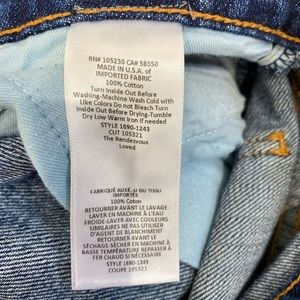 RN# 105230 CA# 58350
MADE IN U.S.A. of
IMPORTED FABRIC
100% Cotton
Turn Inside Out Before
Washing-Machine Wash Cold with
Like Colors Do Not Bleach Turn
Inside Out Before Drying-Tumble
Dry Low Warm Iron if needed
STYLE 1690-1243
CUT 105321
The Rendezvous
Loved
FABRIQUÉ AUXÉ.-U DU TISSU
IMPORTÉS
100% Cotton
RETOURNER AVANT LE LAVAGE
LAVER EN MACHINE À L'EAU
FROIDE AVEC COULEURS
SIMILAIRES NE PAS UTILISER
D'AGENT DE BLANCHIMENT
RETOURNER AVANT LE
SÉCHAGE-SÉCHER EN MACHINE À
BASSE TEMPÉRATURE REPASSER
À FER TIÈDE SI NÉCESSAIRE
STYLE 1690-1243
COUPE 105321